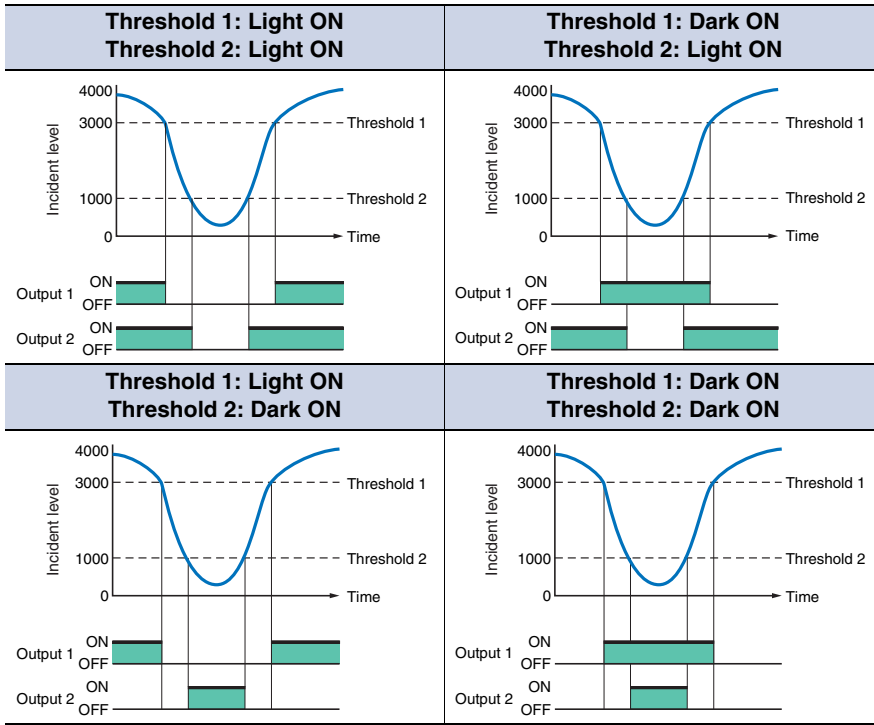 Threshold 1: Light ON
Threshold 2: Light ON
4000
3000
1000
0
Incident level
Threshold 1
Threshold 2
Time
Output 1
ON
OFF
Output 2
ON
OFF
Threshold 1: Dark ON
Threshold 2: Light ON
4000
3000
1000
0
Incident level
Threshold 1
Threshold 2
Time
Output 1
ON
OFF
Output 2
ON
OFF
Threshold 1: Light ON
Threshold 2: Dark ON
4000
3000
1000
0
Incident level
Threshold 1
Threshold 2
Time
Output 1
ON
OFF
Output 2
ON
OFF
Threshold 1: Dark ON
Threshold 2: Dark ON
4000
3000
1000
0
Incident level
Threshold 1
Threshold 2
Time
Output 1
ON
OFF
Output 2
ON
OFF